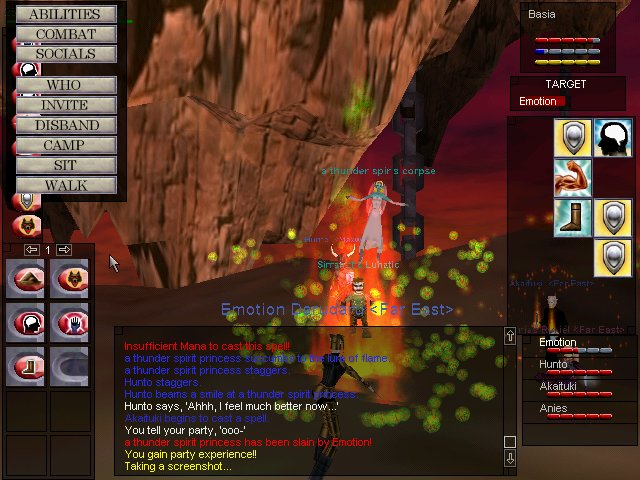 ABILITIES
COMBAT
SOCIALS
WHO
INVITE
DISBAND
CAMP
SIT
WALK
1
Basia
TARGET
Emotion
a thunder spirit's corpse
Emotion Darudarc <Far East>
Insufficient Mana to cast this spell!
a thunder spirit princess succumbs to the lure of flame.
a thunder spirit princess staggers.
Hunto staggers.
Hunto beams a smile at a thunder spirit princess
Hunto says, 'Ahhh, I feel much better now...'
Akaituki begins to cast a spell.
You tell your party, 'ooo-'
a thunder spirit princess has been slain by Emotion!
You gain party experience!!
Taking a screenshot...
Akaituki <Far East>
<Far East>
Emotion
Hunto
Akaituki
Anies